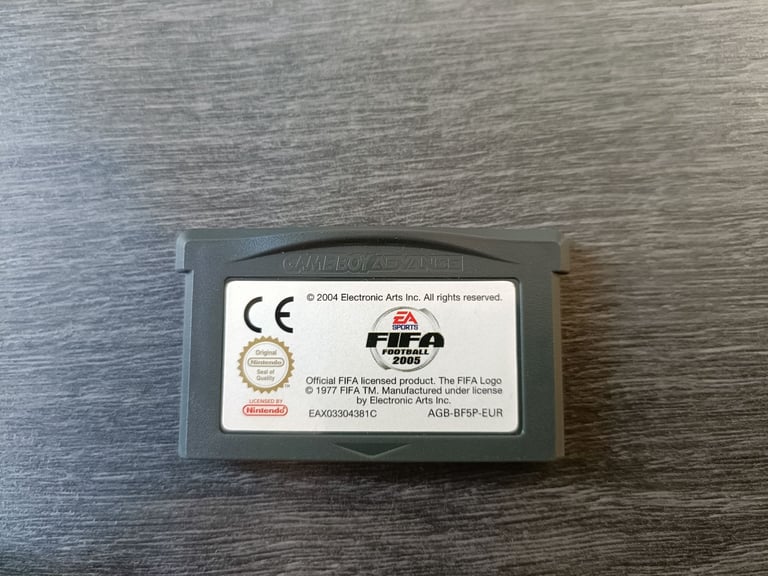 GAME BOY ADVANCE
© 2004 Electronic Arts Inc. All rights reserved.
CE
EA
SPORTS
FIFA
FOOTBALL
2005
Original
Nintendo
Seal of
Quality
Official FIFA licensed product. The FIFA Logo
© 1977 FIFA TM. Manufactured under license
by Electronic Arts Inc.
LICENSED BY
Nintendo
EAX03304381C
AGB-BF5P-EUR